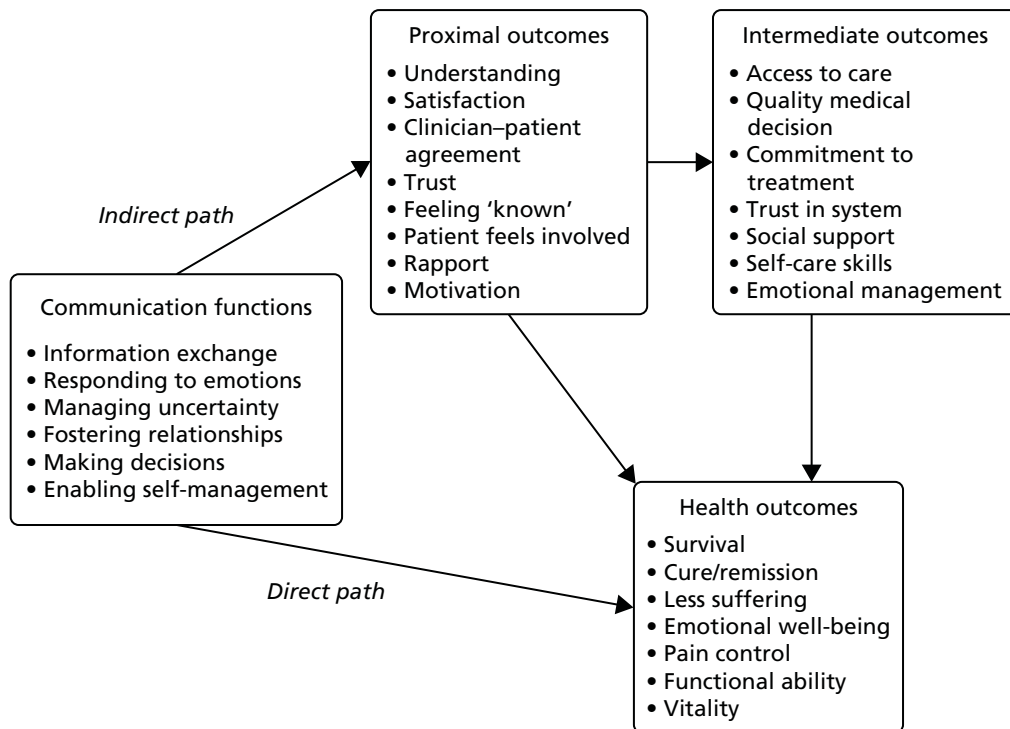 Proximal outcomes
• Understanding
• Satisfaction
• Clinician–patient
agreement
• Trust
• Feeling ‘known’
• Patient feels involved
• Rapport
• Motivation
Intermediate outcomes
• Access to care
• Quality medical
decision
• Commitment to
treatment
• Trust in system
• Social support
• Self-care skills
• Emotional management
Indirect path
Communication functions
• Information exchange
• Responding to emotions
• Managing uncertainty
• Fostering relationships
• Making decisions
• Enabling self-management
Direct path
Health outcomes
• Survival
• Cure/remission
• Less suffering
• Emotional well-being
• Pain control
• Functional ability
• Vitality